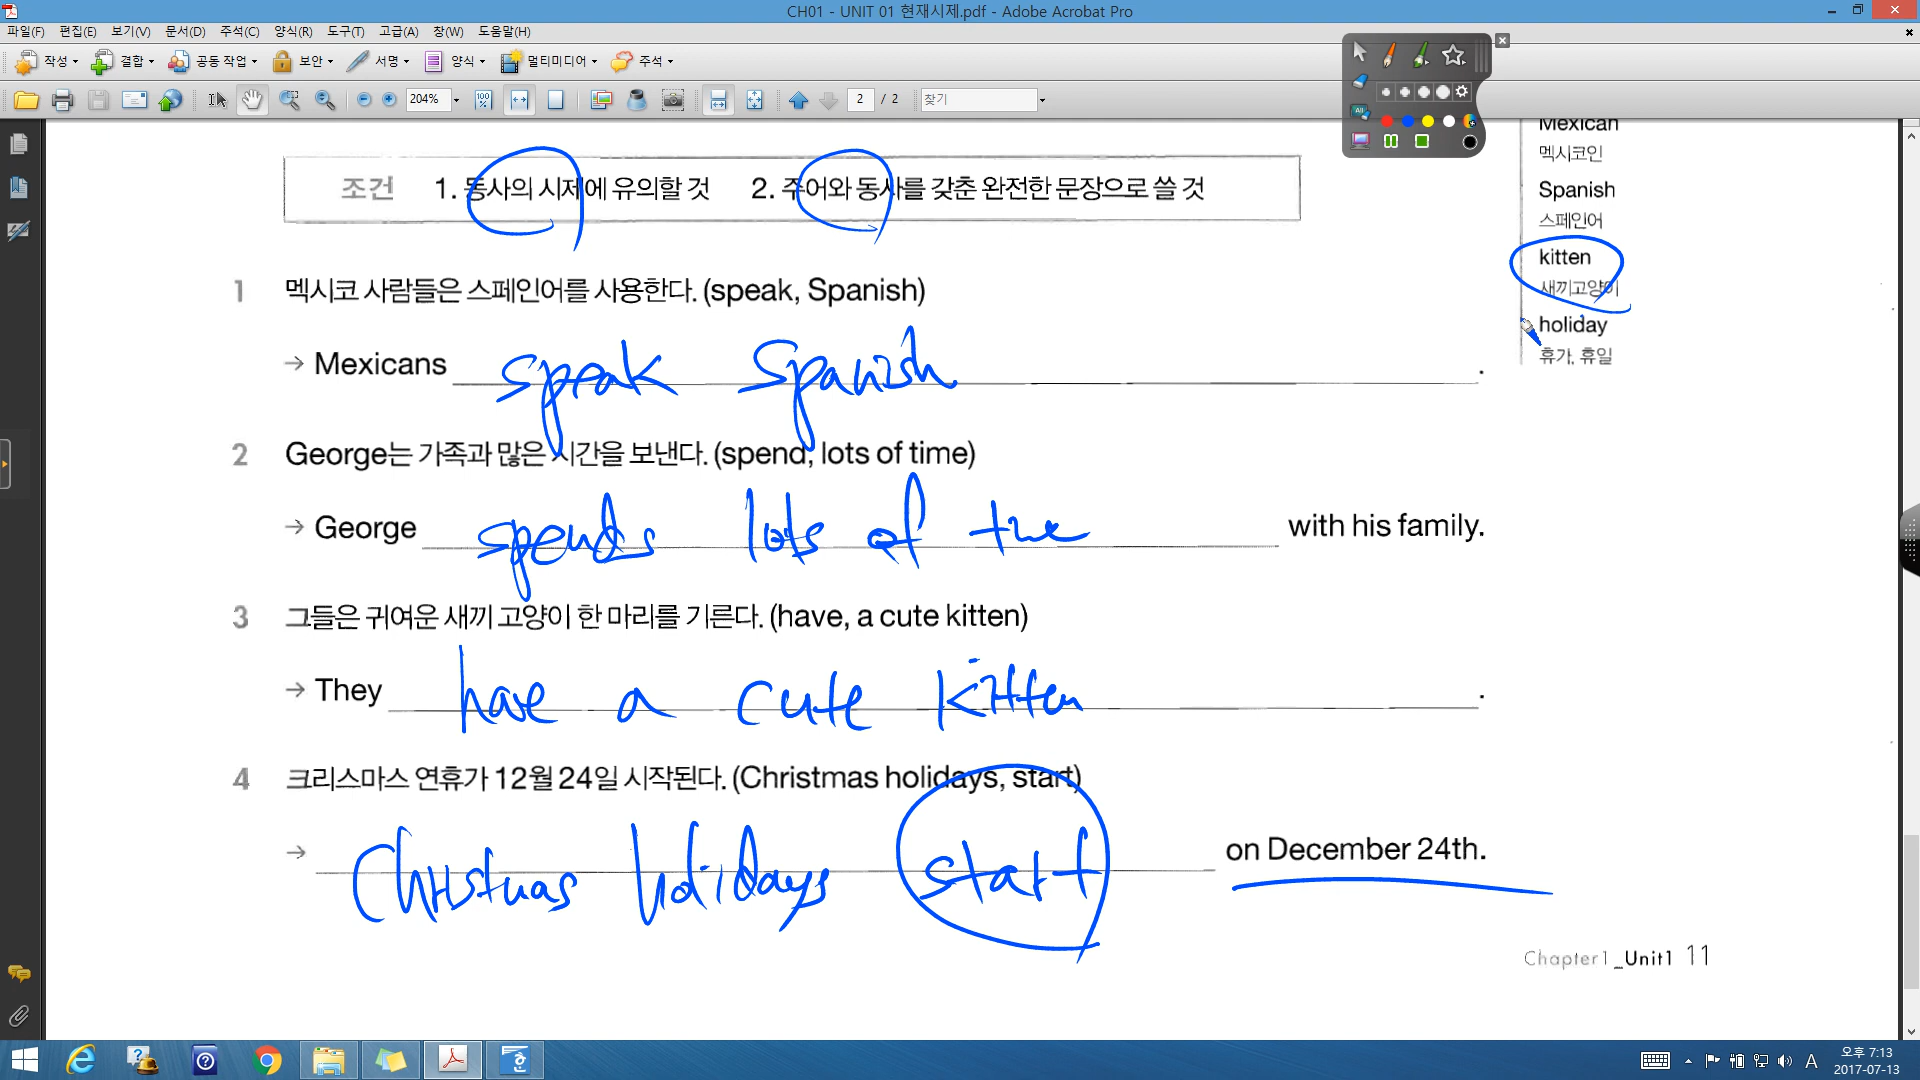 CH01 - UNIT 01 현재시제.pdf - Adobe Acrobat Pro
파일(F) 편집(E) 보기(V) 문서(D) 주석(C) 양식(R) 도구(T) 고급(A) 창(W) 도움말(H)
작성 결합 공동 작업 보안 서명 양식 멀티미디어 주석
204% 2 / 2 찾기
Mexican
멕시코인
Spanish
스페인어
kitten
새끼고양이
holiday
휴가, 휴일
조건 1. 동사의 시제에 유의할 것 2. 주어와 동사를 갖춘 완전한 문장으로 쓸 것
1 멕시코 사람들은 스페인어를 사용한다. (speak, Spanish)
→ Mexicans speak Spanish .
2 George는 가족과 많은 시간을 보낸다. (spend, lots of time)
→ George spends lots of time with his family.
3 그들은 귀여운 새끼 고양이 한 마리를 기른다. (have, a cute kitten)
→ They have a cute kitten .
4 크리스마스 연휴가 12월 24일 시작된다. (Christmas holidays, start)
→ Christmas holidays start on December 24th.
Chapter1_Unit1 11
A 오후 7:13
2017-07-13